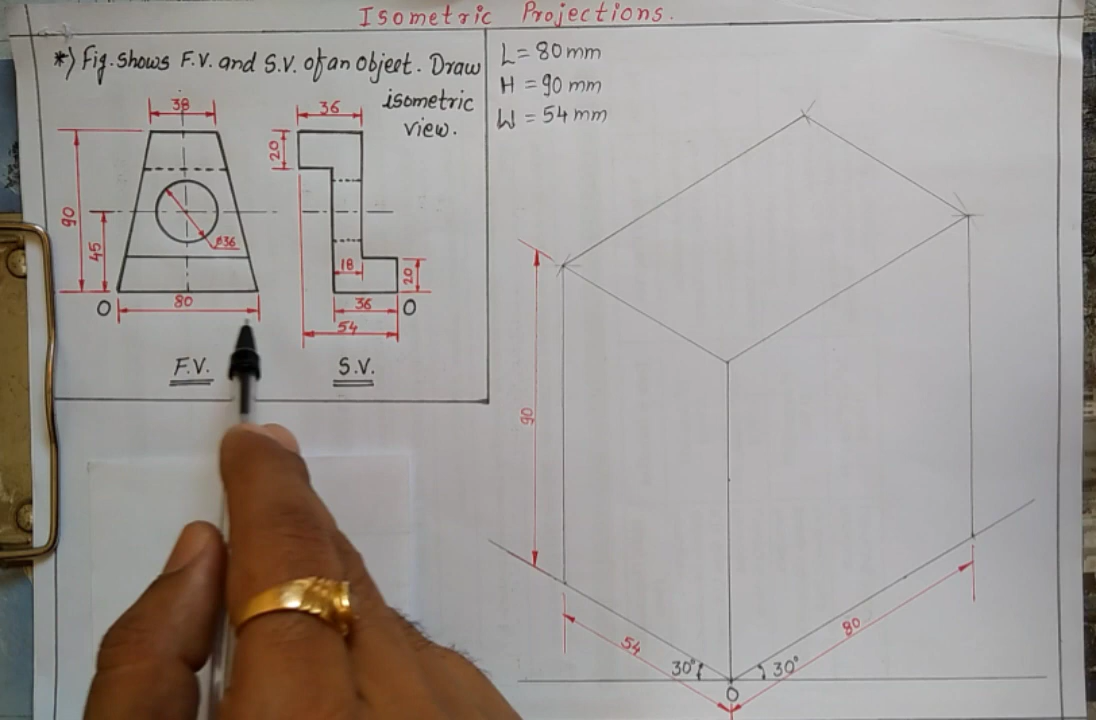 Isometric Projections.
*) Fig. shows F.V. and S.V. of an object. Draw
isometric
view.
L = 80 mm
H = 90 mm
W = 54 mm
38
36
20
90
45
ø36
18
20
O
80
36
O
54
F.V.
S.V.
90
54
80
30°
30°
O